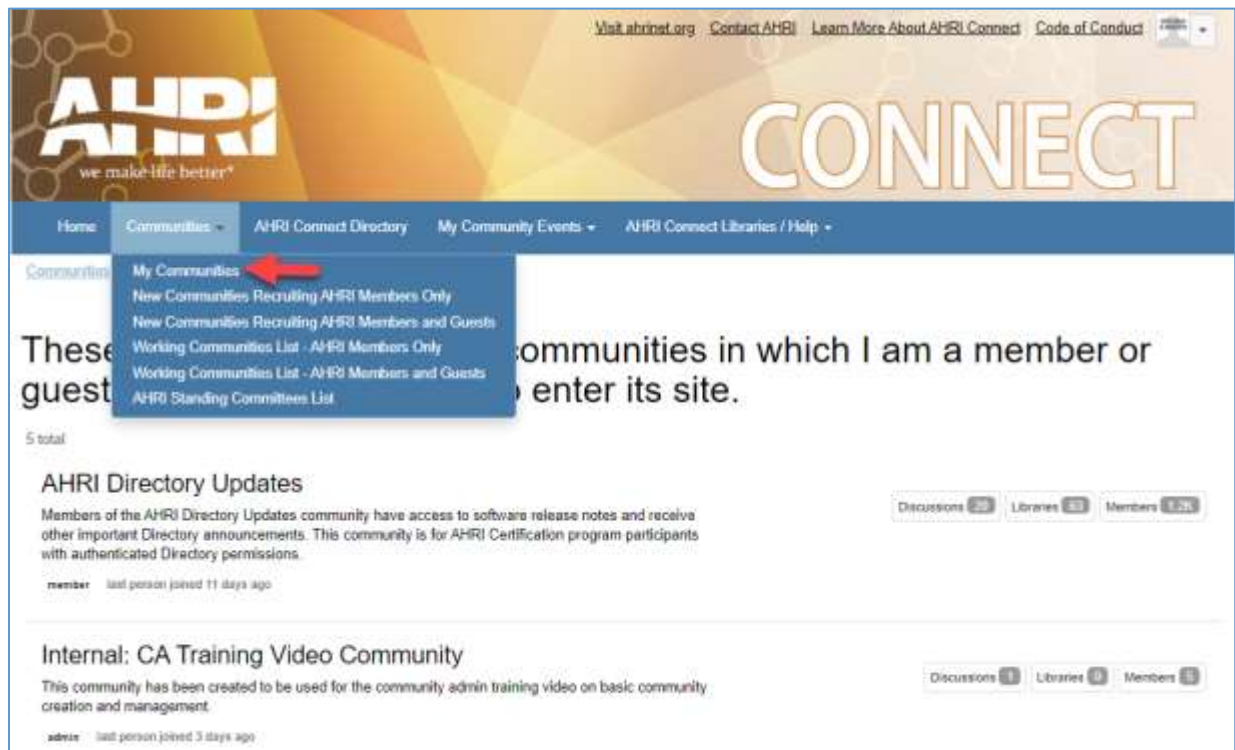 Visit ahrinet.org Contact AHRI Learn More About AHRI Connect Code of Conduct
AHRI
we make life better®
CONNECT
Home Communities AHRI Connect Directory My Community Events AHRI Connect Libraries / Help
Communities
My Communities
New Communities Recruiting AHRI Members Only
New Communities Recruiting AHRI Members and Guests
Working Communities List - AHRI Members Only
Working Communities List - AHRI Members and Guests
AHRI Standing Committees List
These ommunities in which I am a member or
guest enter its site.
5 total
AHRI Directory Updates
Members of the AHRI Directory Updates community have access to software release notes and receive
other important Directory announcements. This community is for AHRI Certification program participants
with authenticated Directory permissions.
member last person joined 11 days ago
Discussions 20 Libraries 53 Members 1.2K
Internal: CA Training Video Community
This community has been created to be used for the community admin training video on basic community
creation and management
admin last person joined 3 days ago
Discussions 1 Libraries 0 Members 5